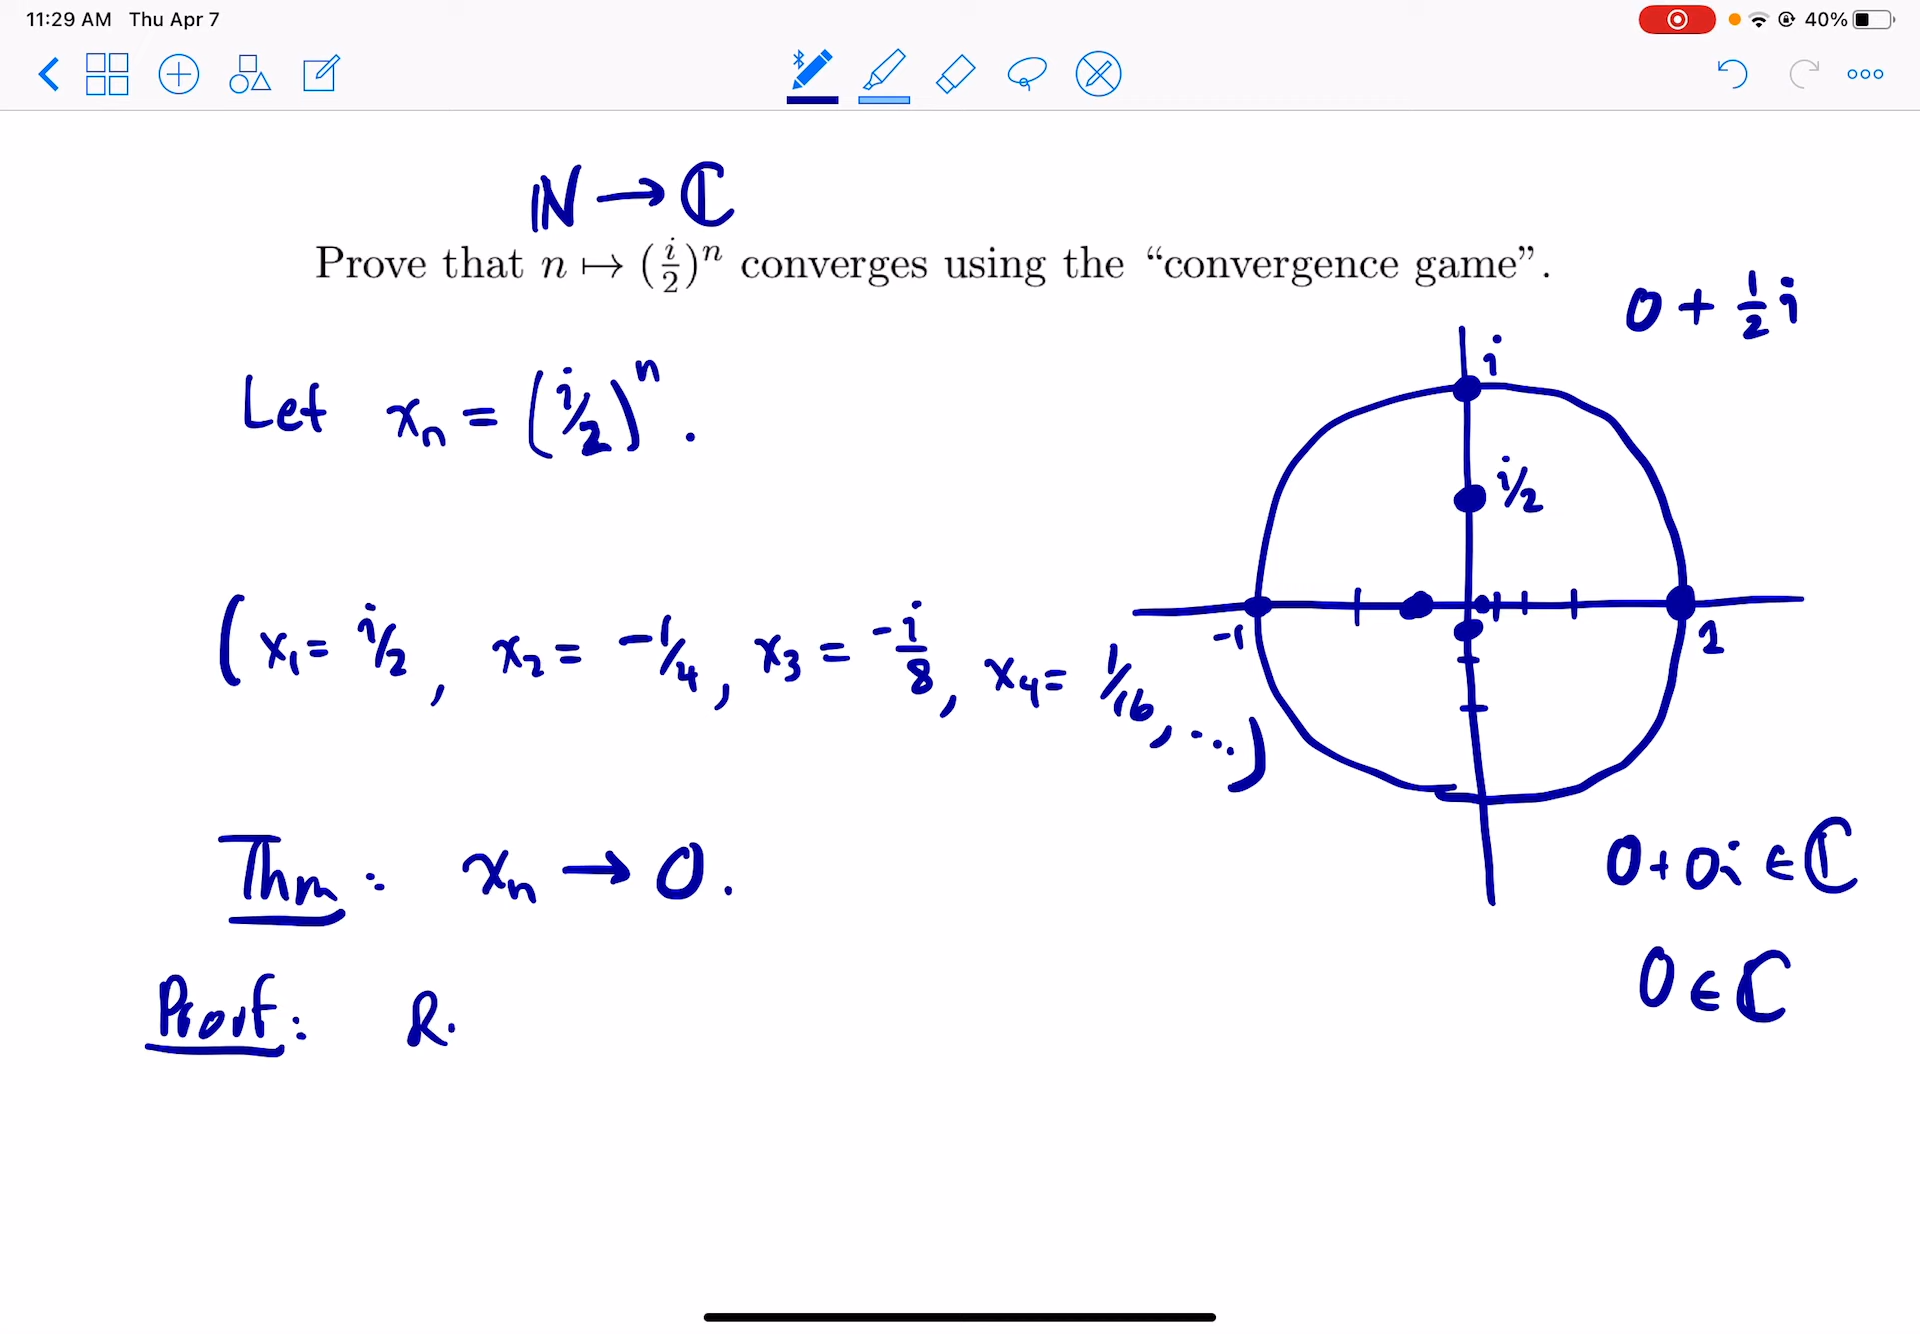 11:29 AM Thu Apr 7 40%
ℕ → ℂ
Prove that n ↦ (i/2)ⁿ converges using the “convergence game”.
0 + 1/2 i
Let xₙ = (i/2)ⁿ.
i
i/2
-1 1
(x₁ = i/2, x₂ = -1/4, x₃ = -i/8, x₄ = 1/16, ...)
Thm: xₙ → 0.
0 + 0i ∈ ℂ
0 ∈ ℂ
Proof: R.